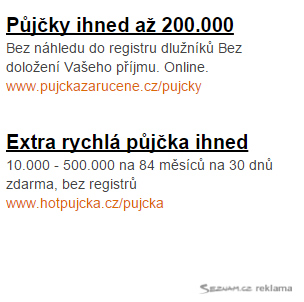 Půjčky ihned až 200.000
Bez náhledu do registru dlužníků Bez
doložení Vašeho příjmu. Online.
www.pujckazarucene.cz/pujcky
Extra rychlá půjčka ihned
10.000 - 500.000 na 84 měsíců na 30 dnů
zdarma, bez registrů
www.hotpujcka.cz/pujcka
Seznam.cz reklama